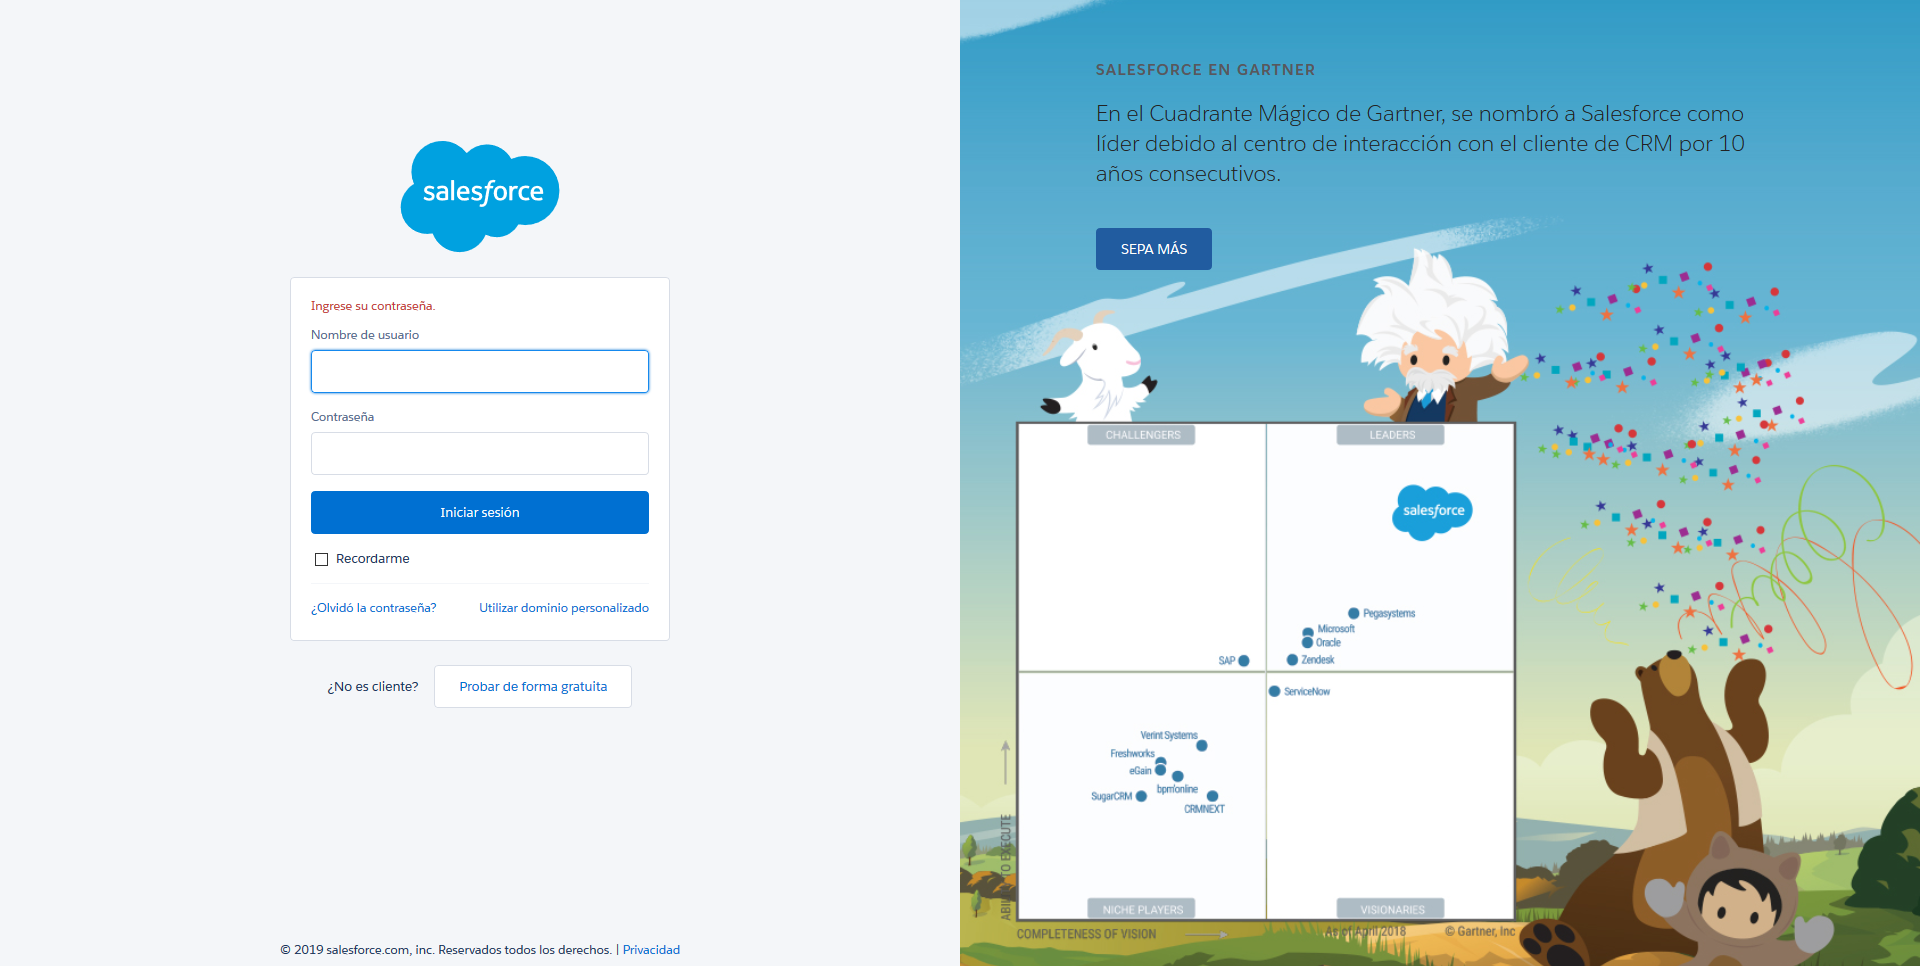 salesforce
Ingrese su contraseña.
Nombre de usuario
Contraseña
Iniciar sesión
Recordarme
¿Olvidó la contraseña? Utilizar dominio personalizado
¿No es cliente? Probar de forma gratuita
© 2019 salesforce.com, inc. Reservados todos los derechos. | Privacidad
SALESFORCE EN GARTNER
En el Cuadrante Mágico de Gartner, se nombró a Salesforce como
líder debido al centro de interacción con el cliente de CRM por 10
años consecutivos.
SEPA MÁS
CHALLENGERS
LEADERS
salesforce
Pegasystems
Microsoft
Oracle
SAP
Zendesk
ServiceNow
Verint Systems
Freshworks
eGain
bpm'online
SugarCRM
CRMNEXT
ABILITY TO EXECUTE
NICHE PLAYERS
VISIONARIES
COMPLETENESS OF VISION
As of April 2018
© Gartner, Inc